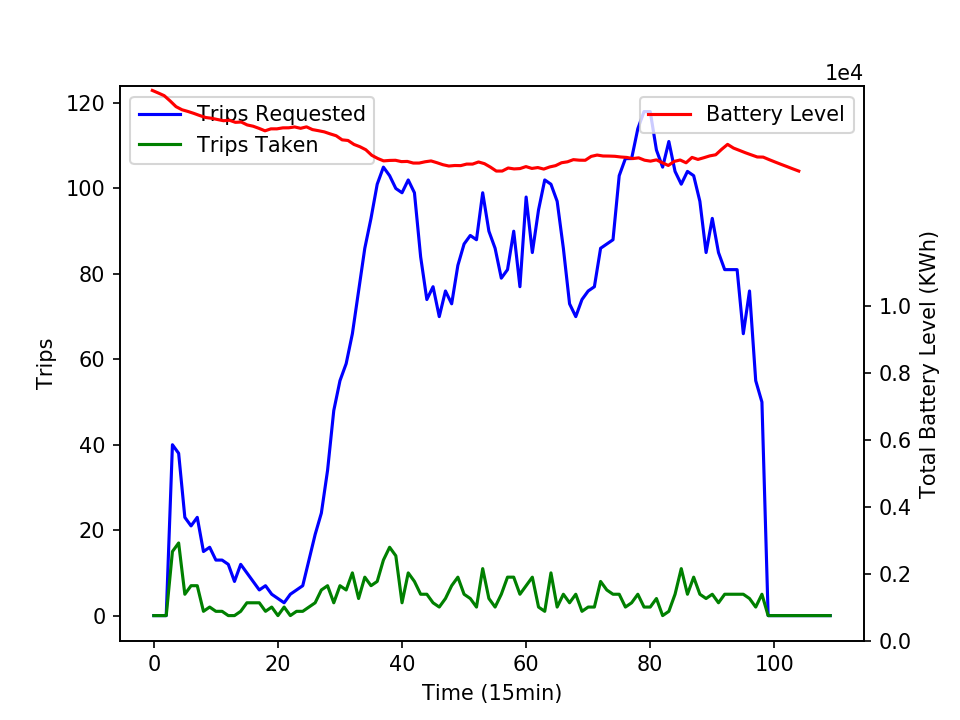 1e4
120
100
80
60
40
20
0
Trips
Trips Requested
Trips Taken
Battery Level
1.0
0.8
0.6
0.4
0.2
0.0
Total Battery Level (KWh)
0 20 40 60 80 100
Time (15min)